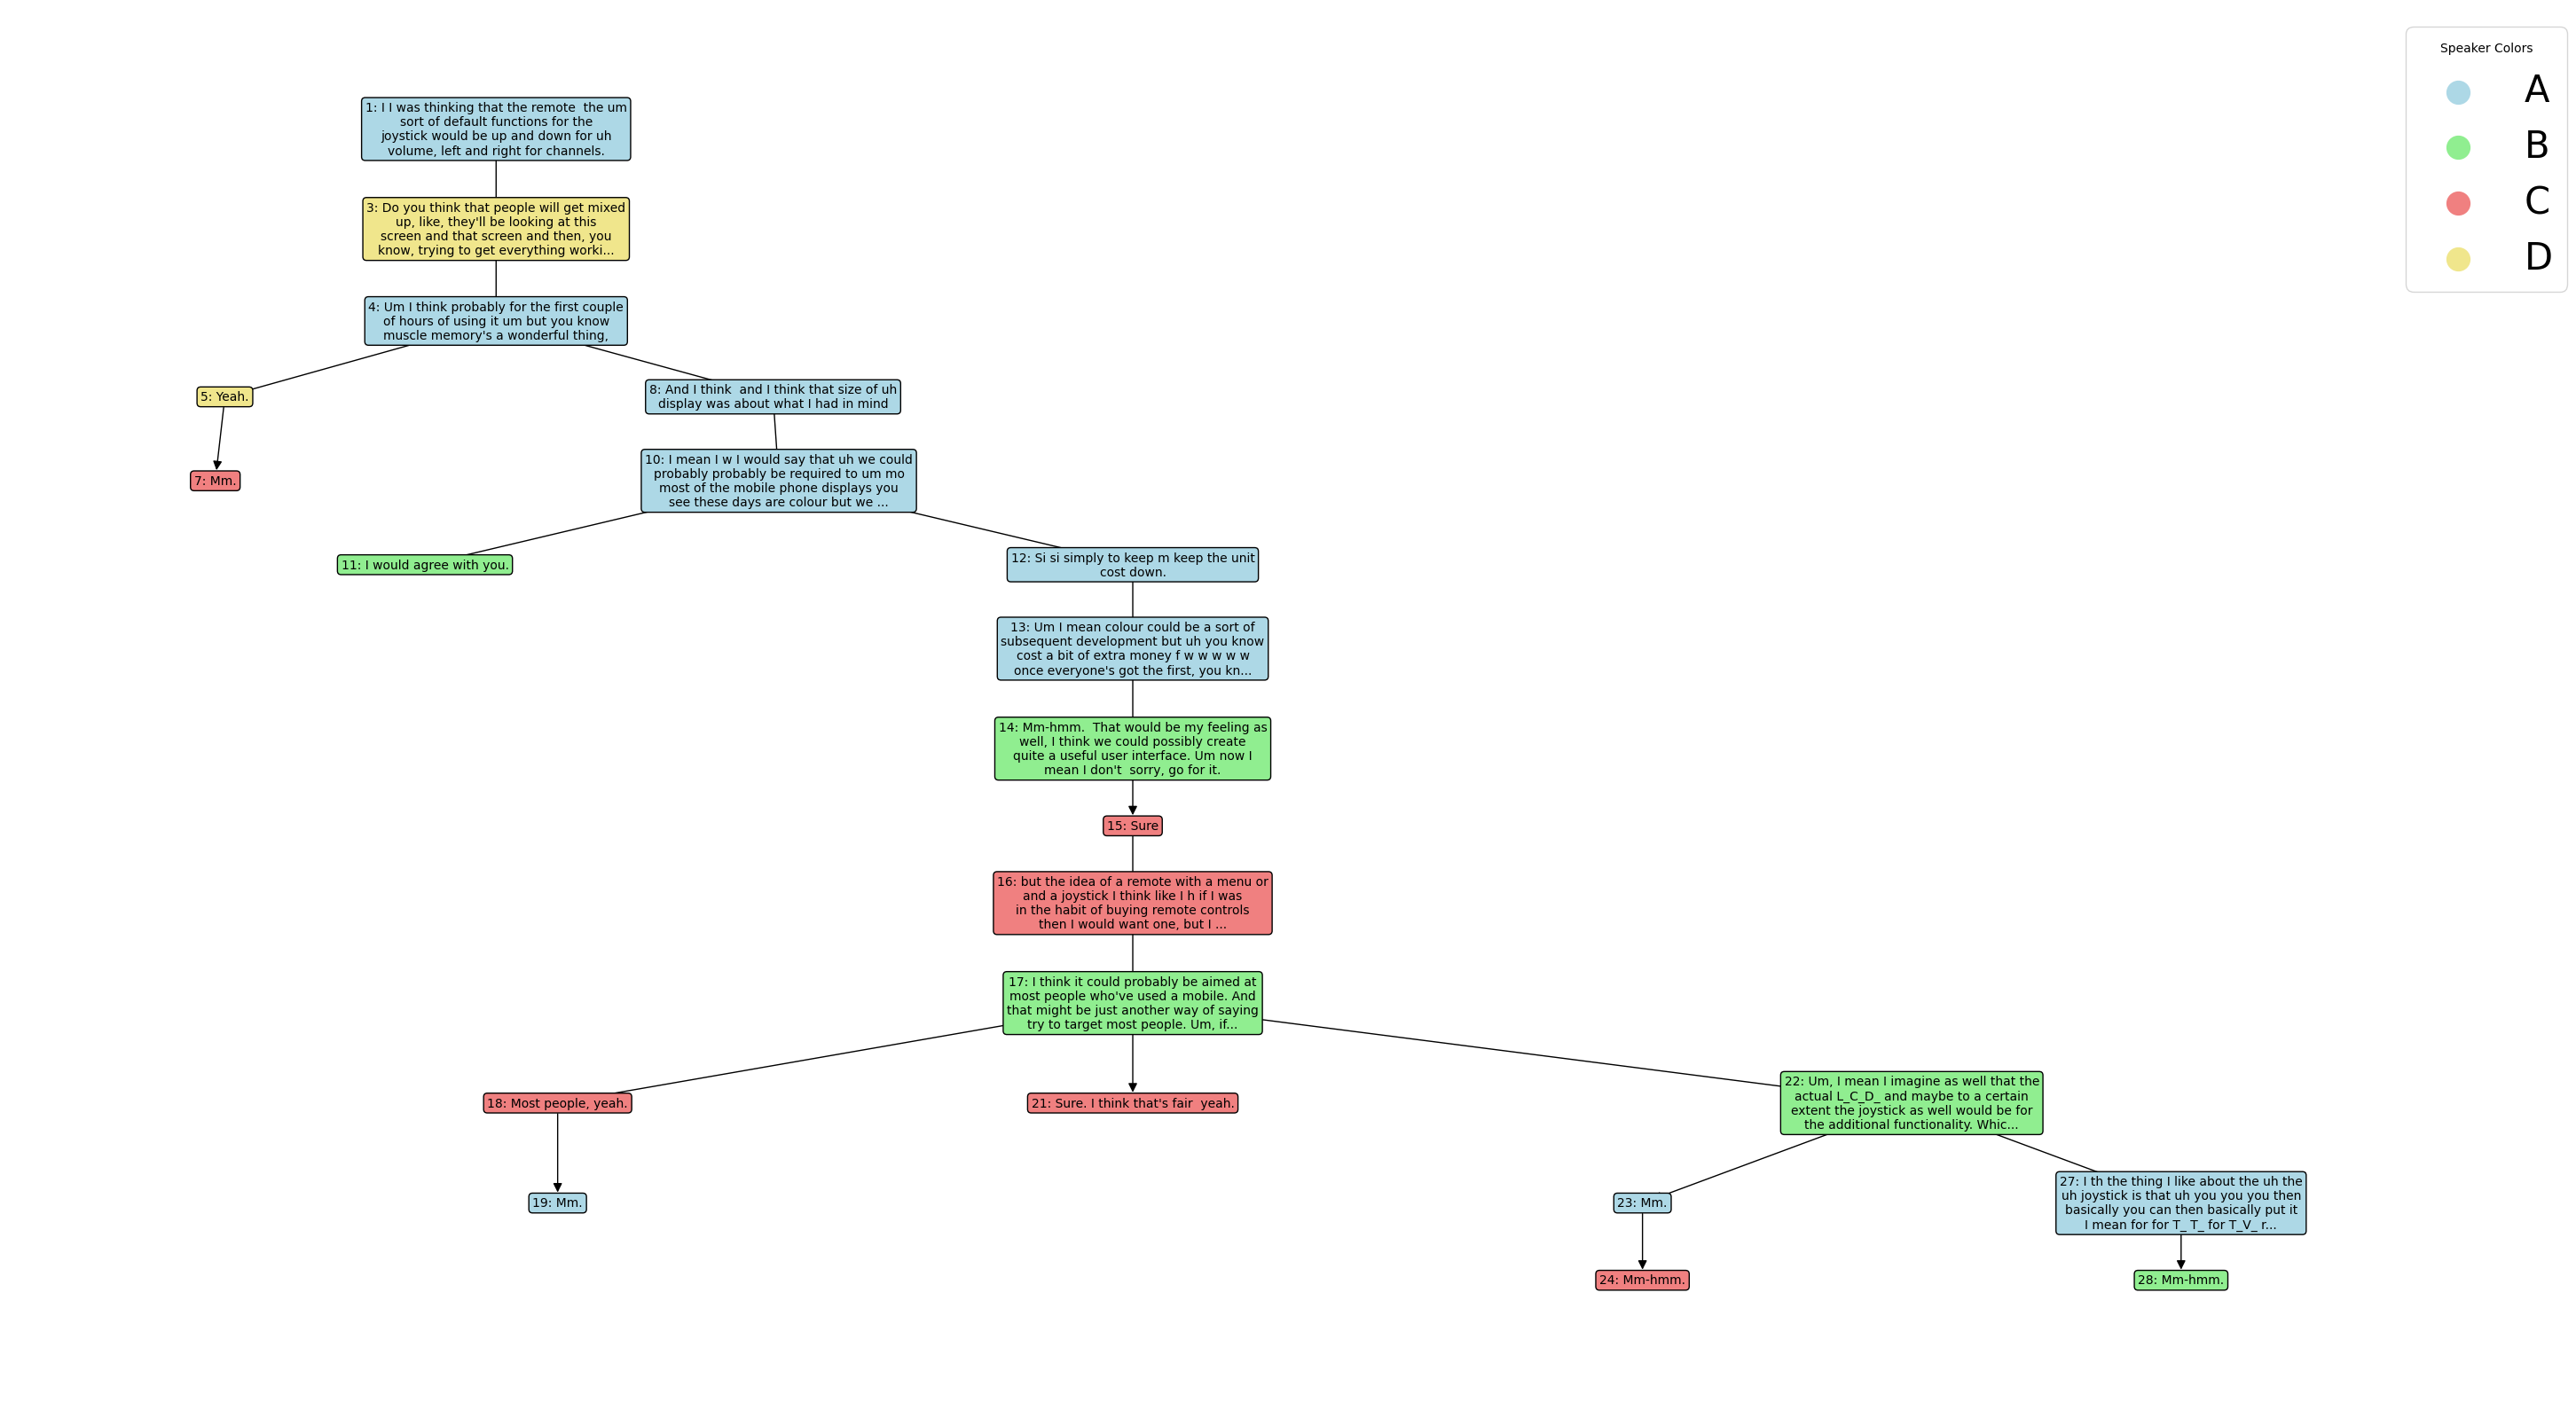 Speaker Colors
A
B
C
D
1: I I was thinking that the remote  the um
sort of default functions for the
joystick would be up and down for uh
volume, left and right for channels.
3: Do you think that people will get mixed
up, like, they'll be looking at this
screen and that screen and then, you
know, trying to get everything worki...
4: Um I think probably for the first couple
of hours of using it um but you know
muscle memory's a wonderful thing,
5: Yeah.
8: And I think  and I think that size of uh
display was about what I had in mind
7: Mm.
10: I mean I w I would say that uh we could
probably probably be required to um mo
most of the mobile phone displays you
see these days are colour but we ...
11: I would agree with you.
12: Si si simply to keep m keep the unit
cost down.
13: Um I mean colour could be a sort of
subsequent development but uh you know
cost a bit of extra money f w w w w w
once everyone's got the first, you kn...
14: Mm-hmm.  That would be my feeling as
well, I think we could possibly create
quite a useful user interface. Um now I
mean I don't  sorry, go for it.
15: Sure
16: but the idea of a remote with a menu or
and a joystick I think like I h if I was
in the habit of buying remote controls
then I would want one, but I ...
17: I think it could probably be aimed at
most people who've used a mobile. And
that might be just another way of saying
try to target most people. Um, if...
18: Most people, yeah.
21: Sure. I think that's fair  yeah.
22: Um, I mean I imagine as well that the
actual L_C_D_ and maybe to a certain
extent the joystick as well would be for
the additional functionality. Whic...
19: Mm.
23: Mm.
27: I th the thing I like about the uh the
uh joystick is that uh you you you then
basically you can then basically put it
I mean for for T_ T_ for T_V_ r...
24: Mm-hmm.
28: Mm-hmm.